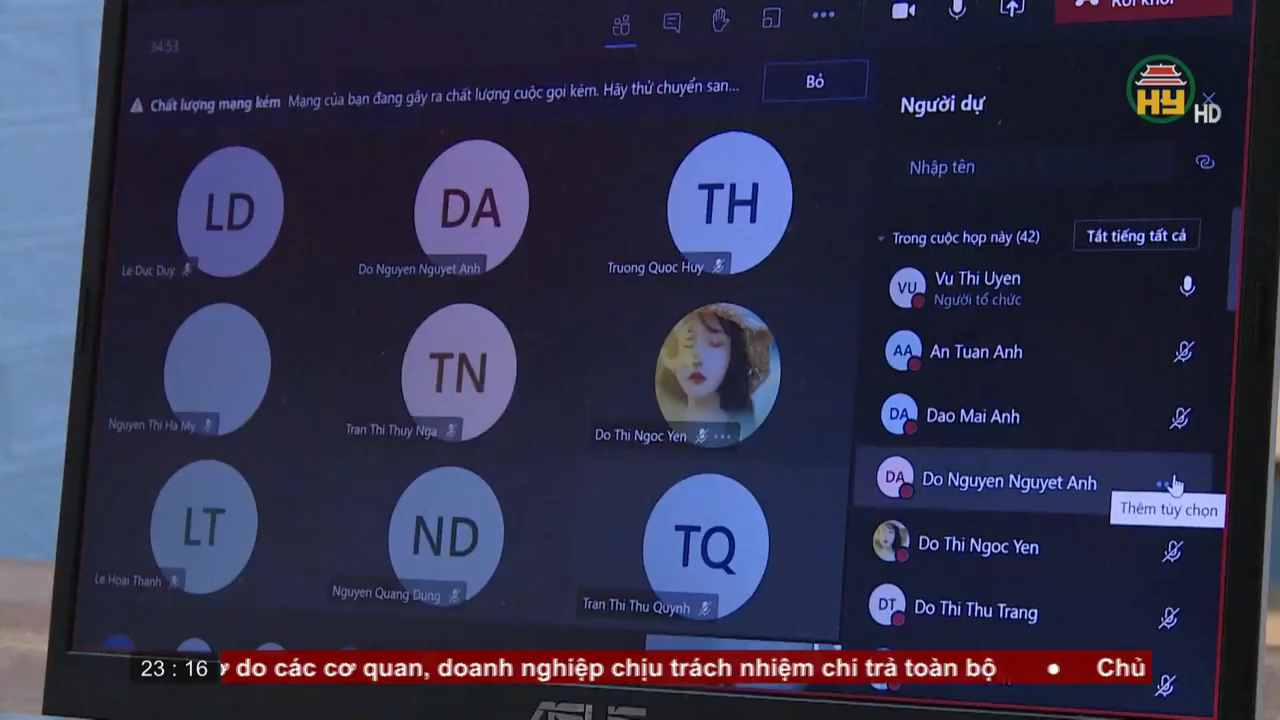 34:53
Rời khỏi
Chất lượng mạng kém Mạng của bạn đang gây ra chất lượng cuộc gọi kém. Hãy thử chuyển san...
Bỏ
Người dự
HY
HD
Nhập tên
Trong cuộc họp này (42)
Tắt tiếng tất cả
LD
Le Duc Duy
DA
Do Nguyen Nguyet Anh
TH
Truong Quoc Huy
Nguyen Thi Ha My
TN
Tran Thi Thuy Nga
Do Thi Ngoc Yen
LT
Le Hoai Thanh
ND
Nguyen Quang Dung
TQ
Tran Thi Thu Quynh
VU
Vu Thi Uyen
Người tổ chức
AA
An Tuan Anh
DA
Dao Mai Anh
DA
Do Nguyen Nguyet Anh
Thêm tùy chọn
Do Thi Ngoc Yen
DT
Do Thi Thu Trang
23 : 16
do các cơ quan, doanh nghiệp chịu trách nhiệm chi trả toàn bộ • Chủ
ASUS